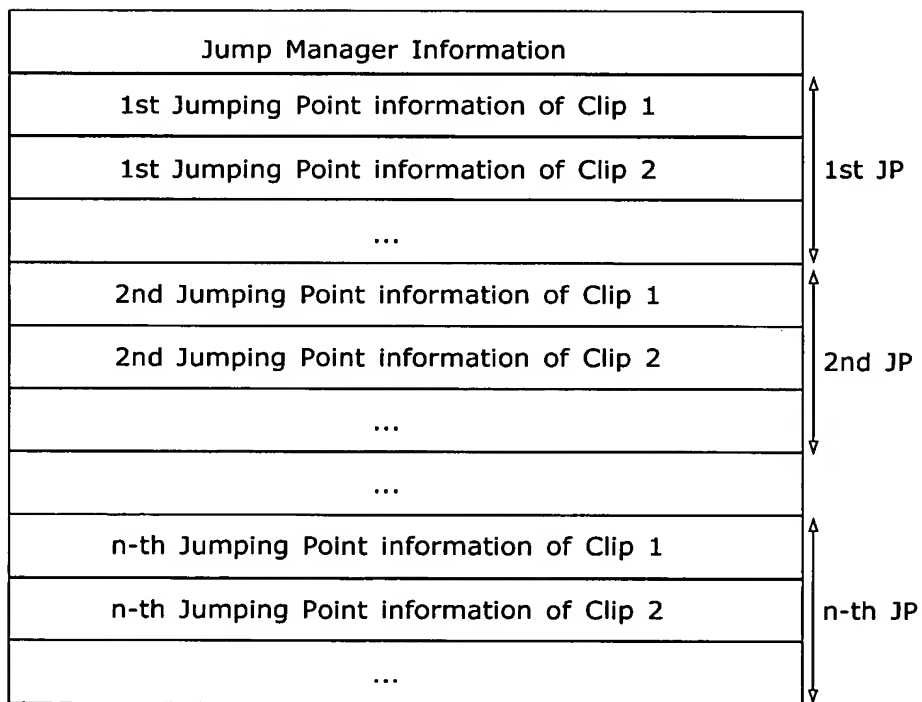 Jump Manager Information
1st Jumping Point information of Clip 1
1st Jumping Point information of Clip 2
...
1st JP
2nd Jumping Point information of Clip 1
2nd Jumping Point information of Clip 2
...
2nd JP
...
n-th Jumping Point information of Clip 1
n-th Jumping Point information of Clip 2
...
n-th JP